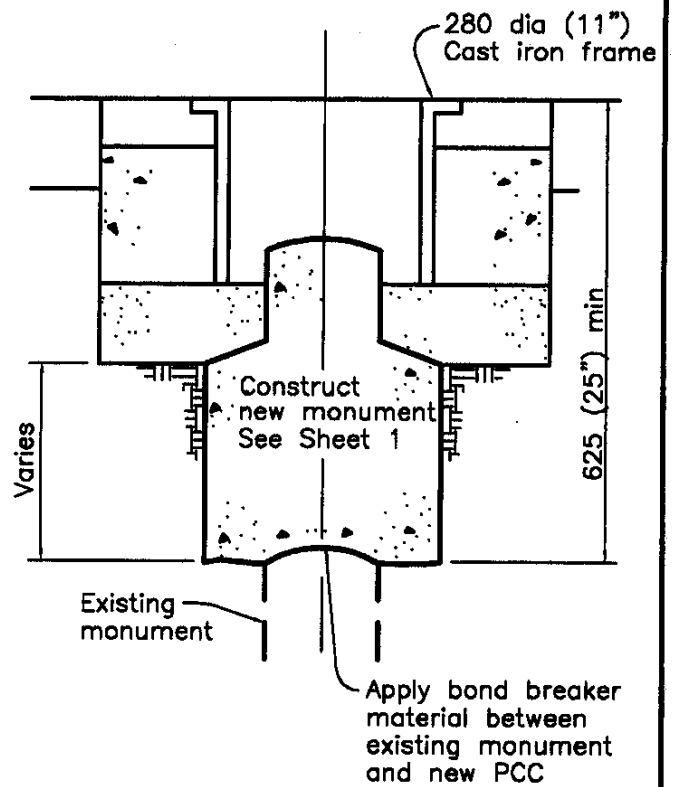 280 dia (11")
Cast iron frame
Construct
new monument
See Sheet 1
Varies
625 (25") min
Existing
monument
Apply bond breaker
material between
existing monument
and new PCC